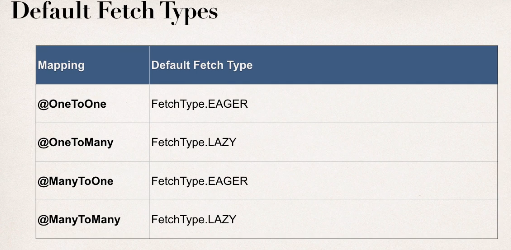 Default Fetch Types
Mapping Default Fetch Type
@OneToOne FetchType.EAGER
@OneToMany FetchType.LAZY
@ManyToOne FetchType.EAGER
@ManyToMany FetchType.LAZY